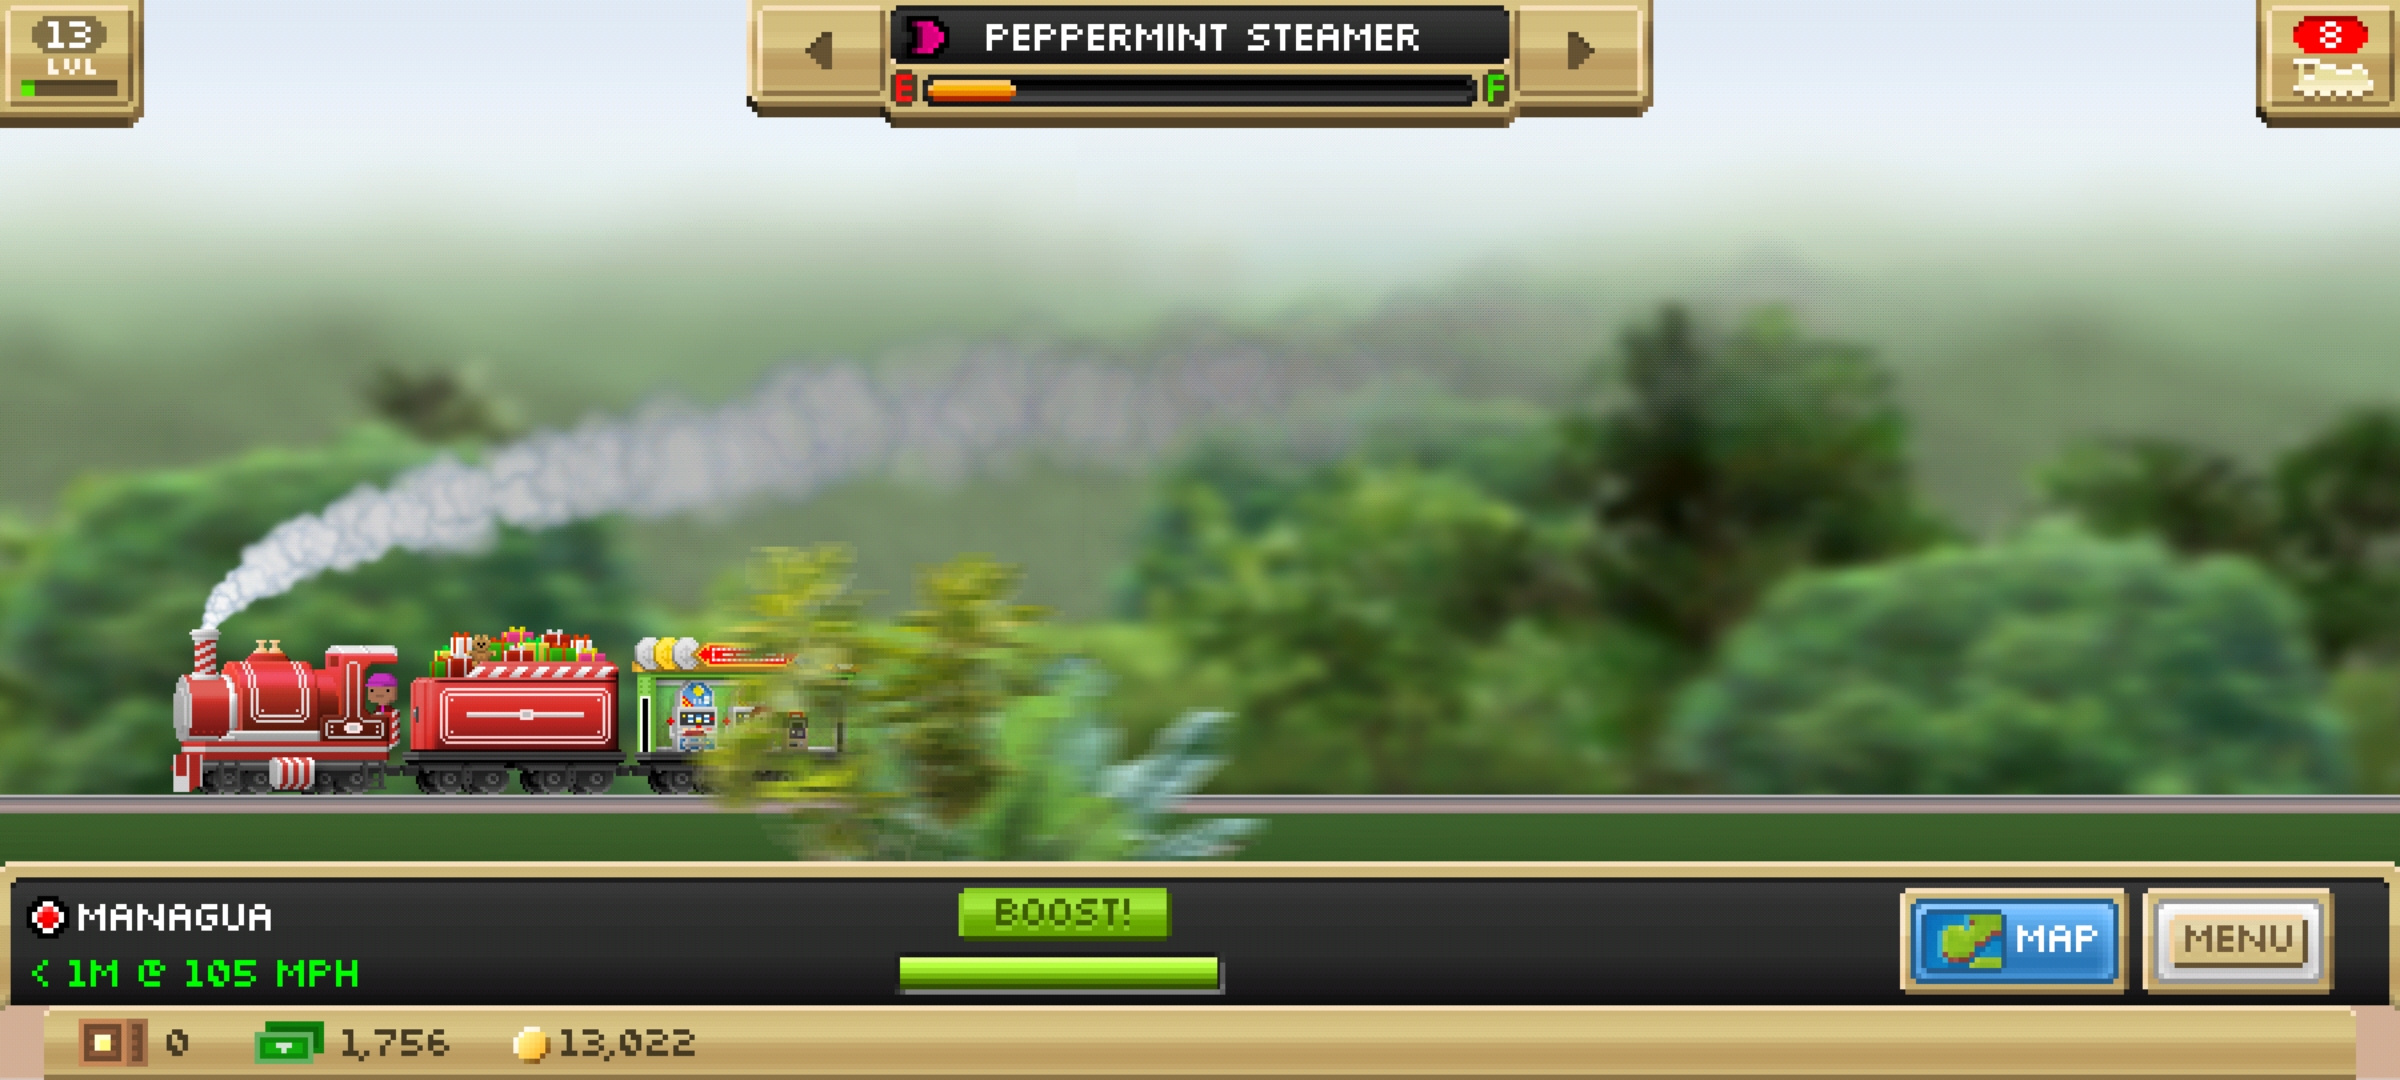 13
LVL
PEPPERMINT STEAMER
E F
8
MANAGUA
BOOST!
< 1M @ 105 MPH
MAP
MENU
0
1,756
13,022